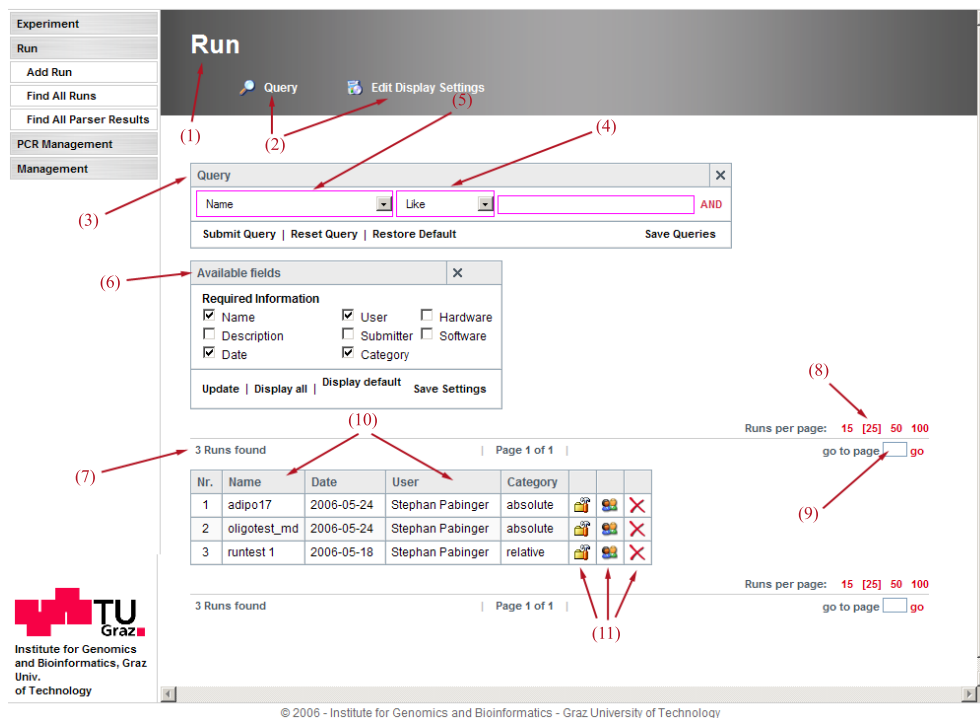 Experiment
Run
Add Run
Find All Runs
Find All Parser Results
PCR Management
Management
Run
Query
Edit Display Settings
(1)
(2)
(5)
(4)
(3)
Query
Name
Like
AND
Submit Query | Reset Query | Restore Default
Save Queries
(6)
Available fields
Required Information
Name
User
Hardware
Description
Submitter
Software
Date
Category
Update | Display all | Display default
Save Settings
(8)
(10)
Runs per page: 15 [25] 50 100
3 Runs found | Page 1 of 1 |
go to page go
(7)
(9)
Nr. Name Date User Category
1 adipo17 2006-05-24 Stephan Pabinger absolute
2 oligotest_md 2006-05-24 Stephan Pabinger absolute
3 runtest 1 2006-05-18 Stephan Pabinger relative
Runs per page: 15 [25] 50 100
3 Runs found | Page 1 of 1 |
go to page go
(11)
TU
Graz
Institute for Genomics
and Bioinformatics, Graz
Univ.
of Technology
© 2006 - Institute for Genomics and Bioinformatics - Graz University of Technology